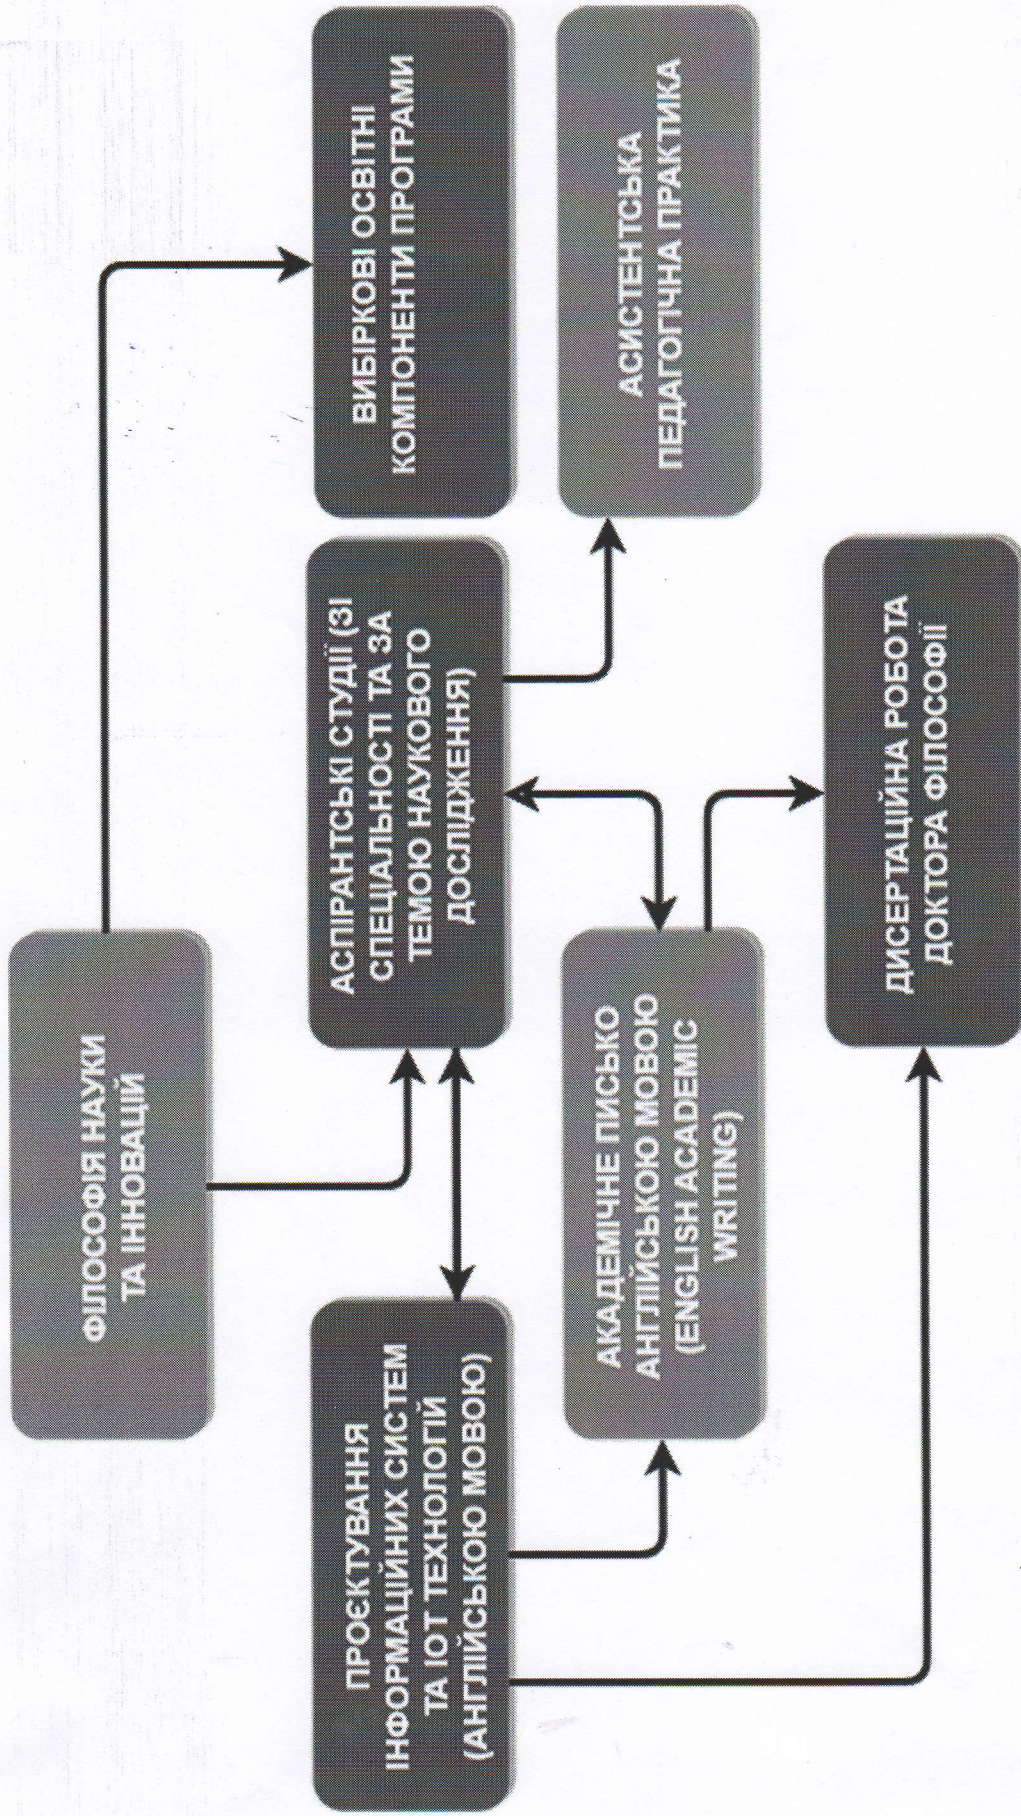 ФІЛОСОФІЯ НАУКИ
ТА ІННОВАЦІЙ
ПРОЄКТУВАННЯ
ІНФОРМАЦІЙНИХ СИСТЕМ
ТА ІОТ ТЕХНОЛОГІЙ
(АНГЛІЙСЬКОЮ МОВОЮ)
АСПІРАНТСЬКІ СТУДІЇ (ЗІ
СПЕЦІАЛЬНОСТІ ТА ЗА
ТЕМОЮ НАУКОВОГО
ДОСЛІДЖЕННЯ)
ВИБІРКОВІ ОСВІТНІ
КОМПОНЕНТИ ПРОГРАМИ
АКАДЕМІЧНЕ ПИСЬКО
АНГЛІЙСЬКОЮ МОВОЮ
(ENGLISH ACADEMIC
WRITING)
АСИСТЕНТСЬКА
ПЕДАГОГІЧНА ПРАКТИКА
ДИСЕРТАЦІЙНА РОБОТА
ДОКТОРА ФІЛОСОФІЇ